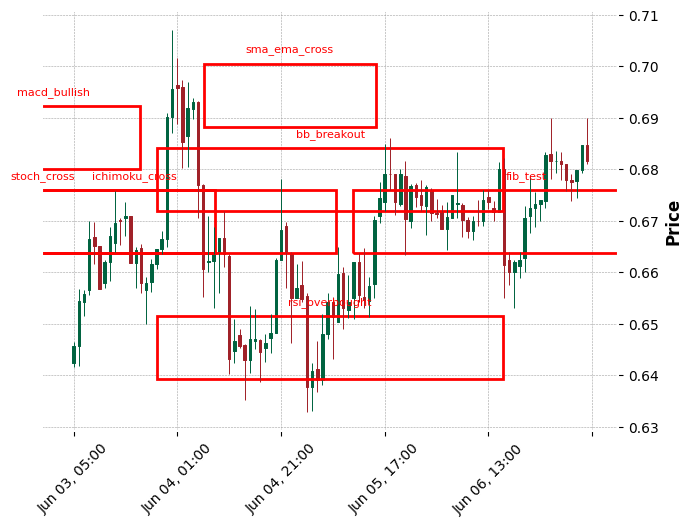 0.71
sma_ema_cross
0.70
macd_bullish
0.69
bb_breakout
0.68
stoch_cross
ichimoku_cross
fib_test
0.67
Price
0.66
rsi_overbought
0.65
0.64
0.63
Jun 03, 05:00
Jun 04, 01:00
Jun 04, 21:00
Jun 05, 17:00
Jun 06, 13:00